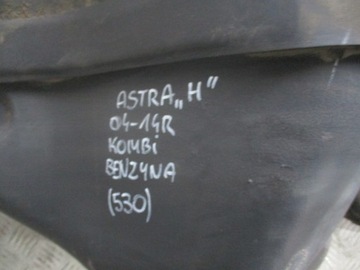 ASTRA „H”
04-14R
KOMBi
BENZYNA
(530)